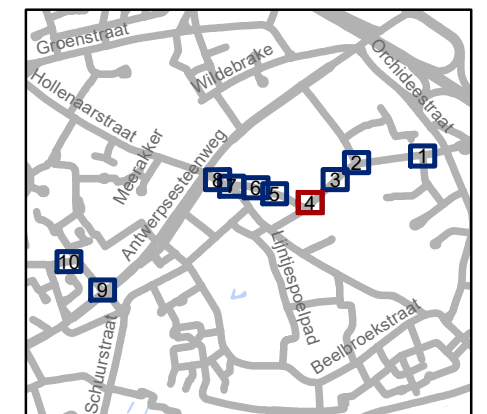 Groenstraat
Wildebrake
Orchideestraat
Hollenaarstraat
Meerakker
Antwerpsesteenweg
1
2
3
4
5
6
7
8
Lijntjespoelpad
10
9
Beelbroekstraat
Schuurstraat